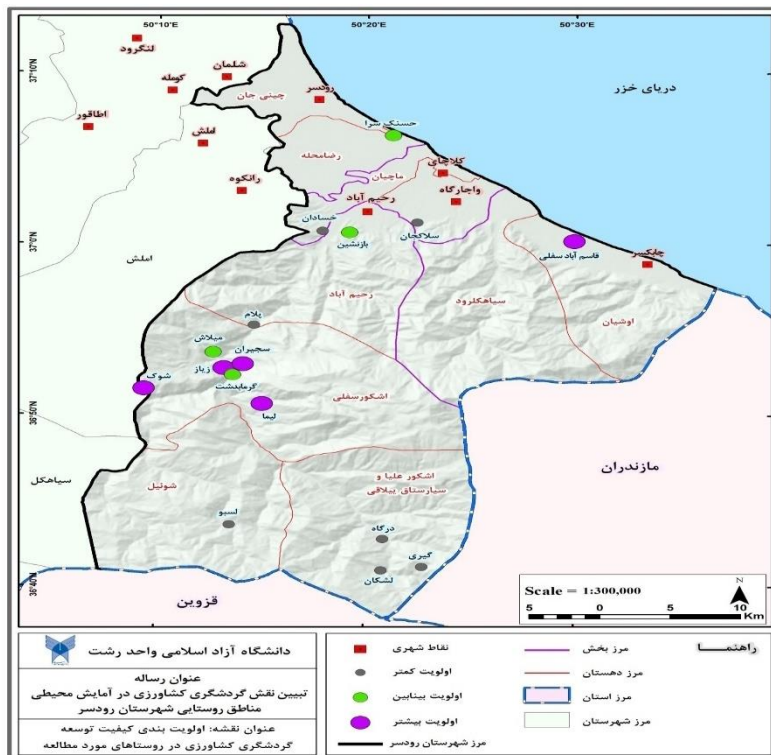 50°10'E
50°20'E
50°30'E
37°10'N
37°0'N
36°50'N
36°40'N
لنگرود
شلمان
کومله
چینی جان
رودسر
دریای خزر
اطاقور
املش
حسنک سرا
رضامحله
رانکوه
ماچیان
کلاچای
واجارگاه
رحیم آباد
حسادان
بازنشین
سلاکجان
قاسم آباد سفلی
چابکسر
املش
رحیم آباد
سیاهکلرود
اوشیان
پلام
میلاش
سجیران
زیاز
شوک
گرمابدشت
لیما
اشکورسفلی
مازندران
سیاهکل
شوئیل
اشکور علیا و
سیارستاق ییلاقی
لسبو
درگاه
گیری
لشکان
قزوین
Scale = 1:300,000
N
5 0 5 10
Km
راهنمــا
مرز بخش
نقاط شهری
مرز دهستان
اولویت کمتر
مرز استان
اولویت بینابین
مرز شهرستان
اولویت بیشتر
مرز شهرستان رودسر
دانشگاه آزاد اسلامی واحد رشت
عنوان رساله
تبیین نقش گردشگری کشاورزی در آمایش محیطی
مناطق روستایی شهرستان رودسر
عنوان نقشه: اولویت بندی کیفیت توسعه
گردشگری کشاورزی در روستاهای مورد مطالعه